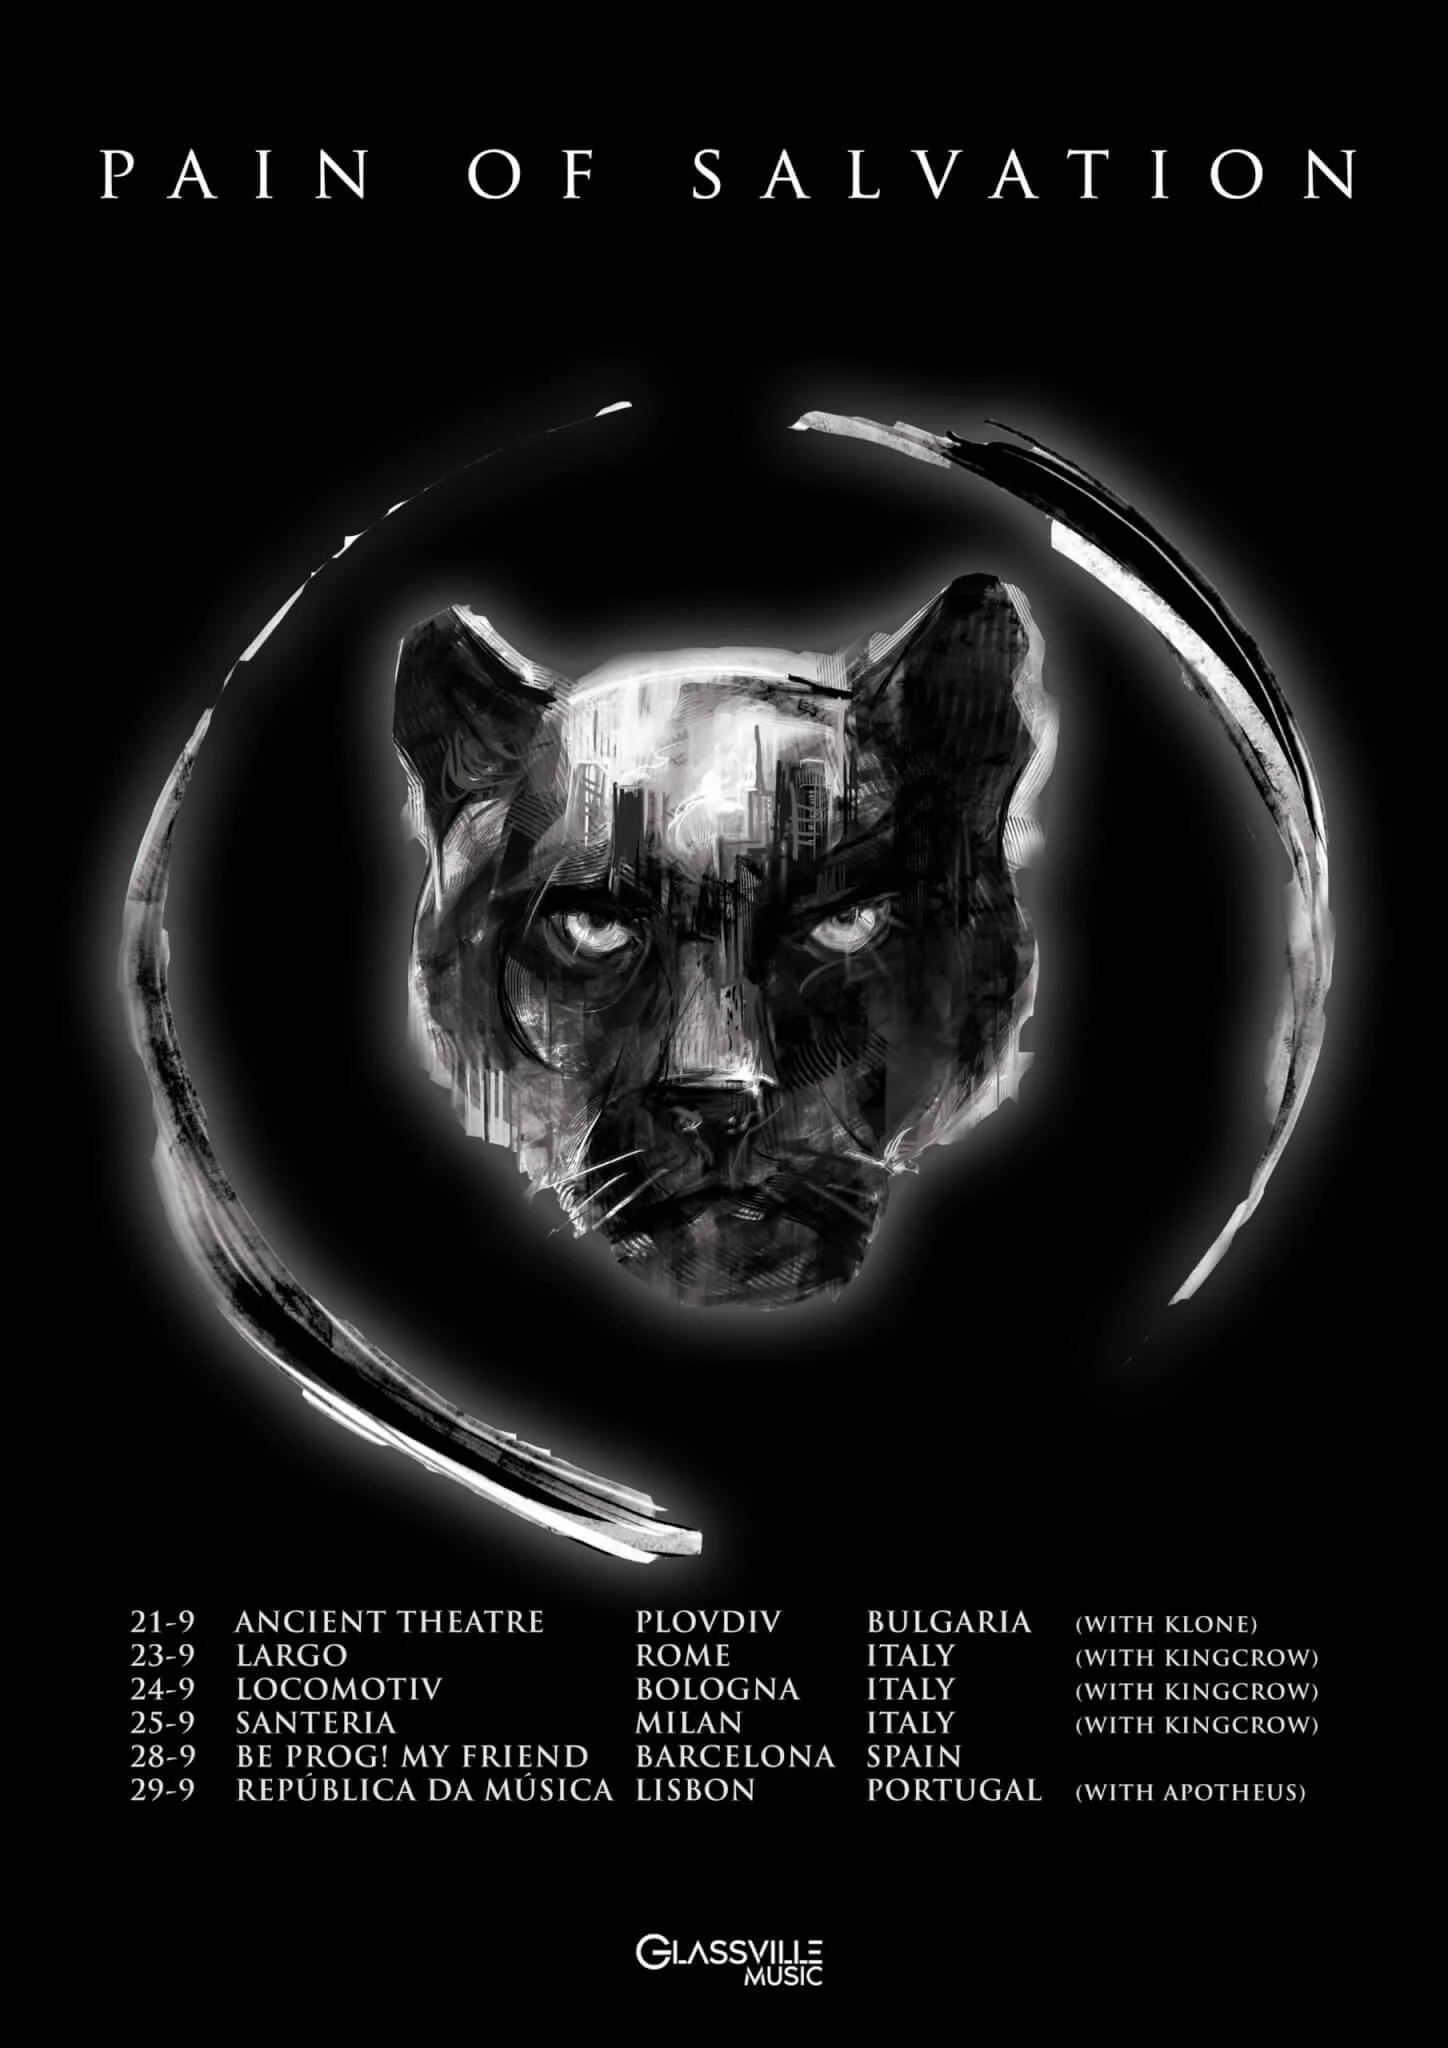 PAIN OF SALVATION
21-9 ANCIENT THEATRE PLOVDIV BULGARIA (WITH KLONE)
23-9 LARGO ROME ITALY (WITH KINGCROW)
24-9 LOCOMOTIV BOLOGNA ITALY (WITH KINGCROW)
25-9 SANTERIA MILAN ITALY (WITH KINGCROW)
28-9 BE PROG! MY FRIEND BARCELONA SPAIN
29-9 REPÚBLICA DA MÚSICA LISBON PORTUGAL (WITH APOTHEUS)
GLASSVILLE
MUSIC